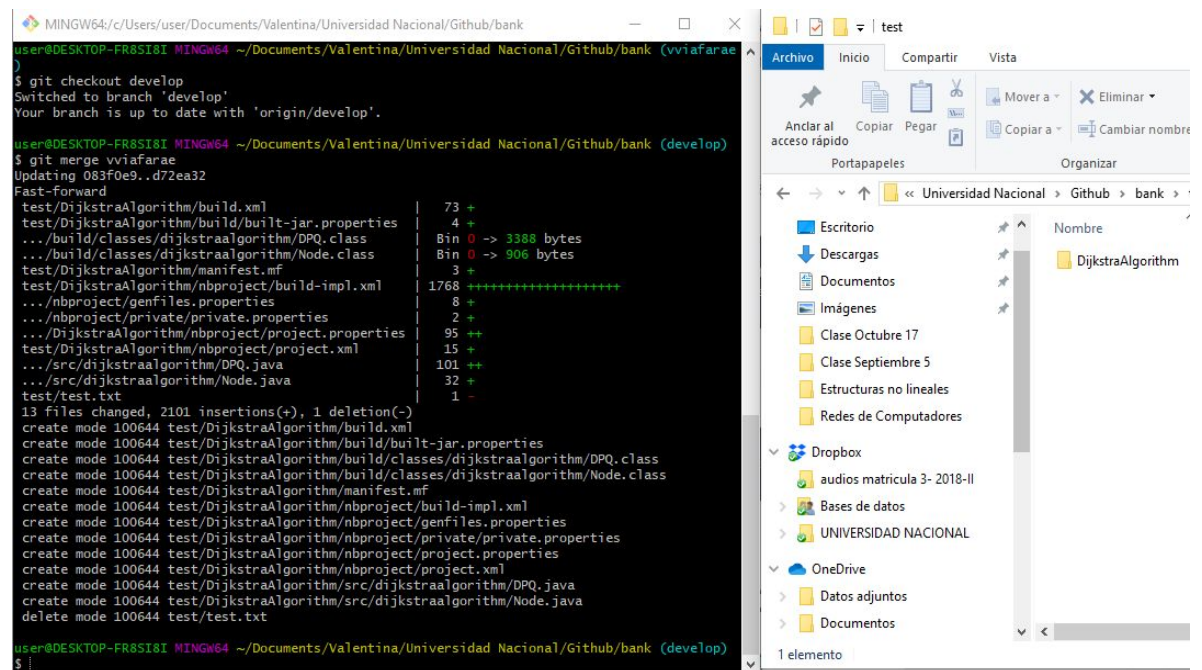 MINGW64:/c/Users/user/Documents/Valentina/Universidad Nacional/Github/bank
user@DESKTOP-FR8SI8I MINGW64 ~/Documents/Valentina/Universidad Nacional/Github/bank (vviafarae
)
$ git checkout develop
Switched to branch 'develop'
Your branch is up to date with 'origin/develop'.
user@DESKTOP-FR8SI8I MINGW64 ~/Documents/Valentina/Universidad Nacional/Github/bank (develop)
$ git merge vviafarae
Updating 083f0e9..d72ea32
Fast-forward
test/DijkstraAlgorithm/build.xml | 73 +
test/DijkstraAlgorithm/build/built-jar.properties | 4 +
.../build/classes/dijkstraalgorithm/DPQ.class | Bin 0 -> 3388 bytes
.../build/classes/dijkstraalgorithm/Node.class | Bin 0 -> 906 bytes
test/DijkstraAlgorithm/manifest.mf | 3 +
test/DijkstraAlgorithm/nbproject/build-impl.xml | 1768 ++++++++++++++++++++
.../nbproject/genfiles.properties | 8 +
.../nbproject/private/private.properties | 2 +
.../DijkstraAlgorithm/nbproject/project.properties | 95 ++
test/DijkstraAlgorithm/nbproject/project.xml | 15 +
.../src/dijkstraalgorithm/DPQ.java | 101 ++
.../src/dijkstraalgorithm/Node.java | 32 +
test/test.txt | 1 -
13 files changed, 2101 insertions(+), 1 deletion(-)
create mode 100644 test/DijkstraAlgorithm/build.xml
create mode 100644 test/DijkstraAlgorithm/build/built-jar.properties
create mode 100644 test/DijkstraAlgorithm/build/classes/dijkstraalgorithm/DPQ.class
create mode 100644 test/DijkstraAlgorithm/build/classes/dijkstraalgorithm/Node.class
create mode 100644 test/DijkstraAlgorithm/manifest.mf
create mode 100644 test/DijkstraAlgorithm/nbproject/build-impl.xml
create mode 100644 test/DijkstraAlgorithm/nbproject/genfiles.properties
create mode 100644 test/DijkstraAlgorithm/nbproject/private/private.properties
create mode 100644 test/DijkstraAlgorithm/nbproject/project.properties
create mode 100644 test/DijkstraAlgorithm/nbproject/project.xml
create mode 100644 test/DijkstraAlgorithm/src/dijkstraalgorithm/DPQ.java
create mode 100644 test/DijkstraAlgorithm/src/dijkstraalgorithm/Node.java
delete mode 100644 test/test.txt
user@DESKTOP-FR8SI8I MINGW64 ~/Documents/Valentina/Universidad Nacional/Github/bank (develop)
$
test
Archivo Inicio Compartir Vista
Anclar al
acceso rápido
Copiar Pegar
Mover a Eliminar
Copiar a Cambiar nombre
Portapapeles Organizar
« Universidad Nacional > Github > bank >
Escritorio
Descargas
Documentos
Imágenes
Clase Octubre 17
Clase Septiembre 5
Estructuras no lineales
Redes de Computadores
Dropbox
audios matricula 3- 2018-II
Bases de datos
UNIVERSIDAD NACIONAL
OneDrive
Datos adjuntos
Documentos
Nombre
DijkstraAlgorithm
1 elemento